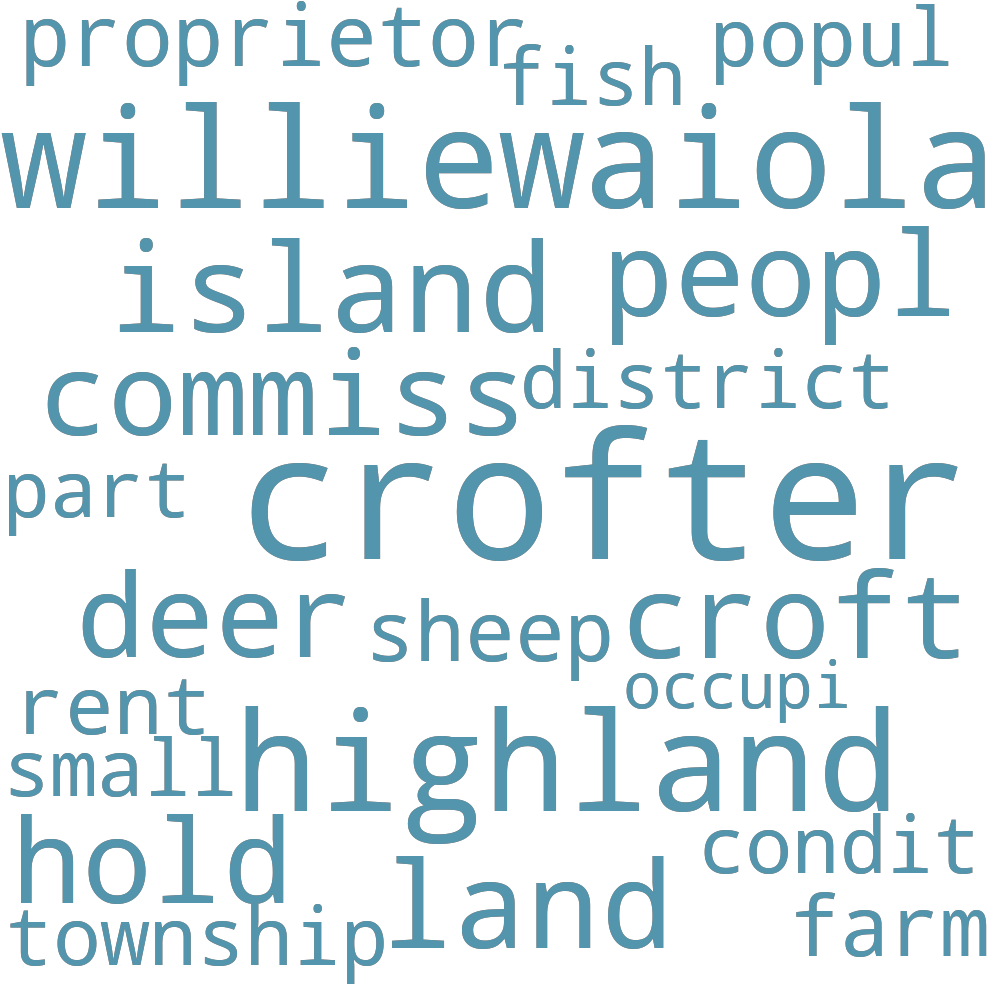 proprietor fish popul
williewaiola
island peopl
commiss district
part crofter
deer sheep croft
rent occupi
small highland
hold condit
township land farm